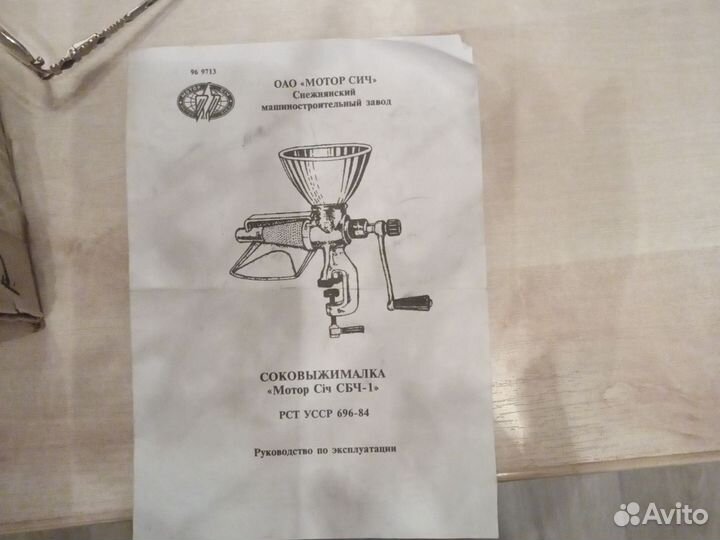 96 9713
ОАО «МОТОР СИЧ»
Снежнянский
машиностроительный завод
СОКОВЫЖИМАЛКА
«Мотор Січ СБЧ-1»
РСТ УССР 696-84
Руководство по эксплуатации
Avito